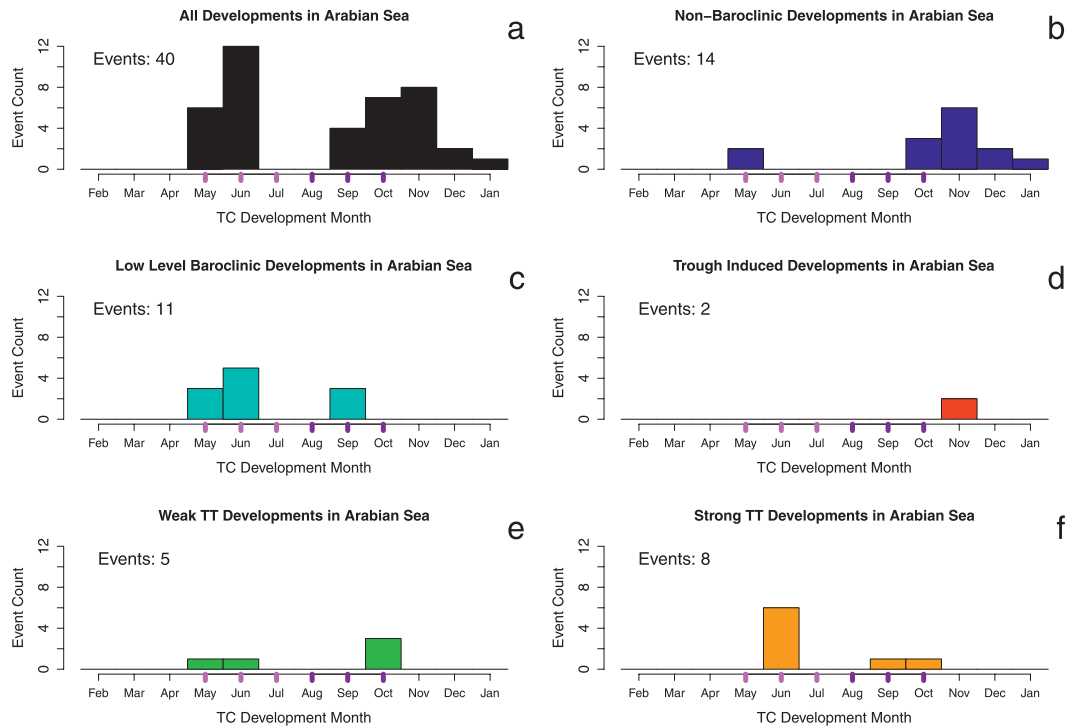 All Developments in Arabian Sea
a
Events: 40
Event Count
0 4 8 12
Feb Mar Apr May Jun Jul Aug Sep Oct Nov Dec Jan
TC Development Month
Non−Baroclinic Developments in Arabian Sea
b
Events: 14
Event Count
0 4 8 12
Feb Mar Apr May Jun Jul Aug Sep Oct Nov Dec Jan
TC Development Month
Low Level Baroclinic Developments in Arabian Sea
c
Events: 11
Event Count
0 4 8 12
Feb Mar Apr May Jun Jul Aug Sep Oct Nov Dec Jan
TC Development Month
Trough Induced Developments in Arabian Sea
d
Events: 2
Event Count
0 4 8 12
Feb Mar Apr May Jun Jul Aug Sep Oct Nov Dec Jan
TC Development Month
Weak TT Developments in Arabian Sea
e
Events: 5
Event Count
0 4 8 12
Feb Mar Apr May Jun Jul Aug Sep Oct Nov Dec Jan
TC Development Month
Strong TT Developments in Arabian Sea
f
Events: 8
Event Count
0 4 8 12
Feb Mar Apr May Jun Jul Aug Sep Oct Nov Dec Jan
TC Development Month